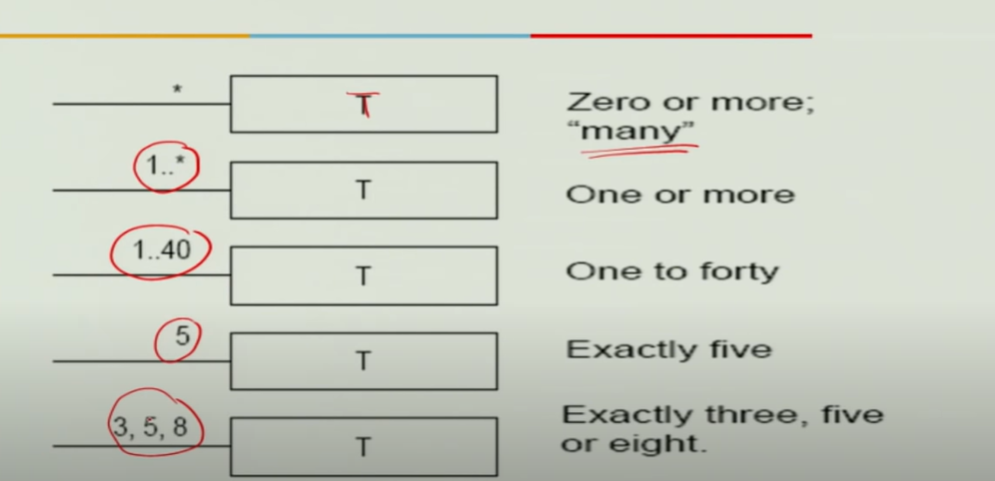 * T Zero or more;
“many”
1..* T One or more
1..40 T One to forty
5 T Exactly five
3, 5, 8 T Exactly three, five
or eight.